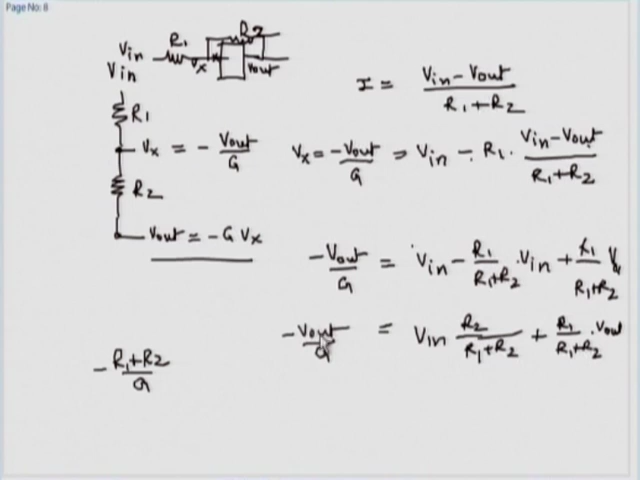 Page No: 8
R2
R1
Vin
Vx
Vout
Vin
R1
I = Vin - Vout / R1 + R2
Vx = - Vout / G
Vx = - Vout / G = Vin - R1 . Vin - Vout / R1 + R2
R2
Vout = - G Vx
- Vout / G = Vin - R1 / R1+R2 . Vin + R1 / R1+R2 V
- Vout / G = Vin R2 / R1+R2 + R1 / R1+R2 . Vout
- R1+R2 / G